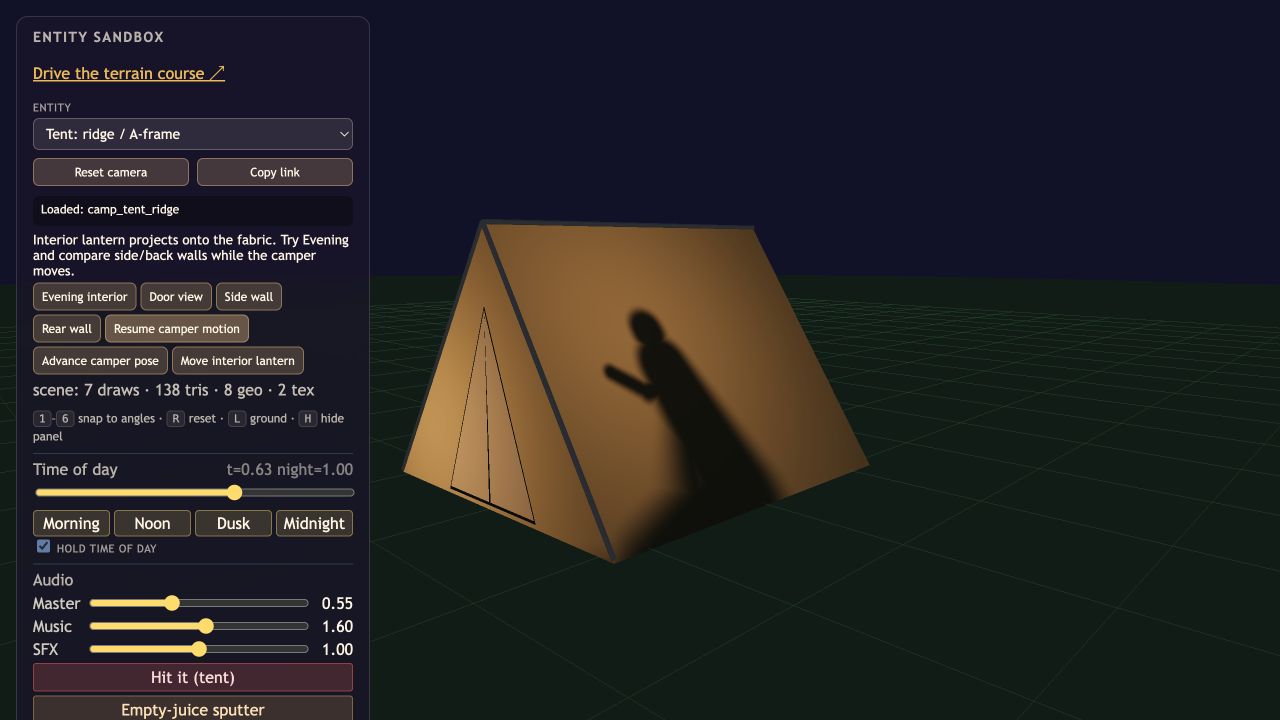 ENTITY SANDBOX
Drive the terrain course ↗
ENTITY
Tent: ridge / A-frame
Reset camera Copy link
Loaded: camp_tent_ridge
Interior lantern projects onto the fabric. Try Evening
and compare side/back walls while the camper
moves.
Evening interior Door view Side wall
Rear wall Resume camper motion
Advance camper pose Move interior lantern
scene: 7 draws · 138 tris · 8 geo · 2 tex
1-6 snap to angles · R reset · L ground · H hide
panel
Time of day t=0.63 night=1.00
Morning Noon Dusk Midnight
HOLD TIME OF DAY
Audio
Master 0.55
Music 1.60
SFX 1.00
Hit it (tent)
Empty-juice sputter